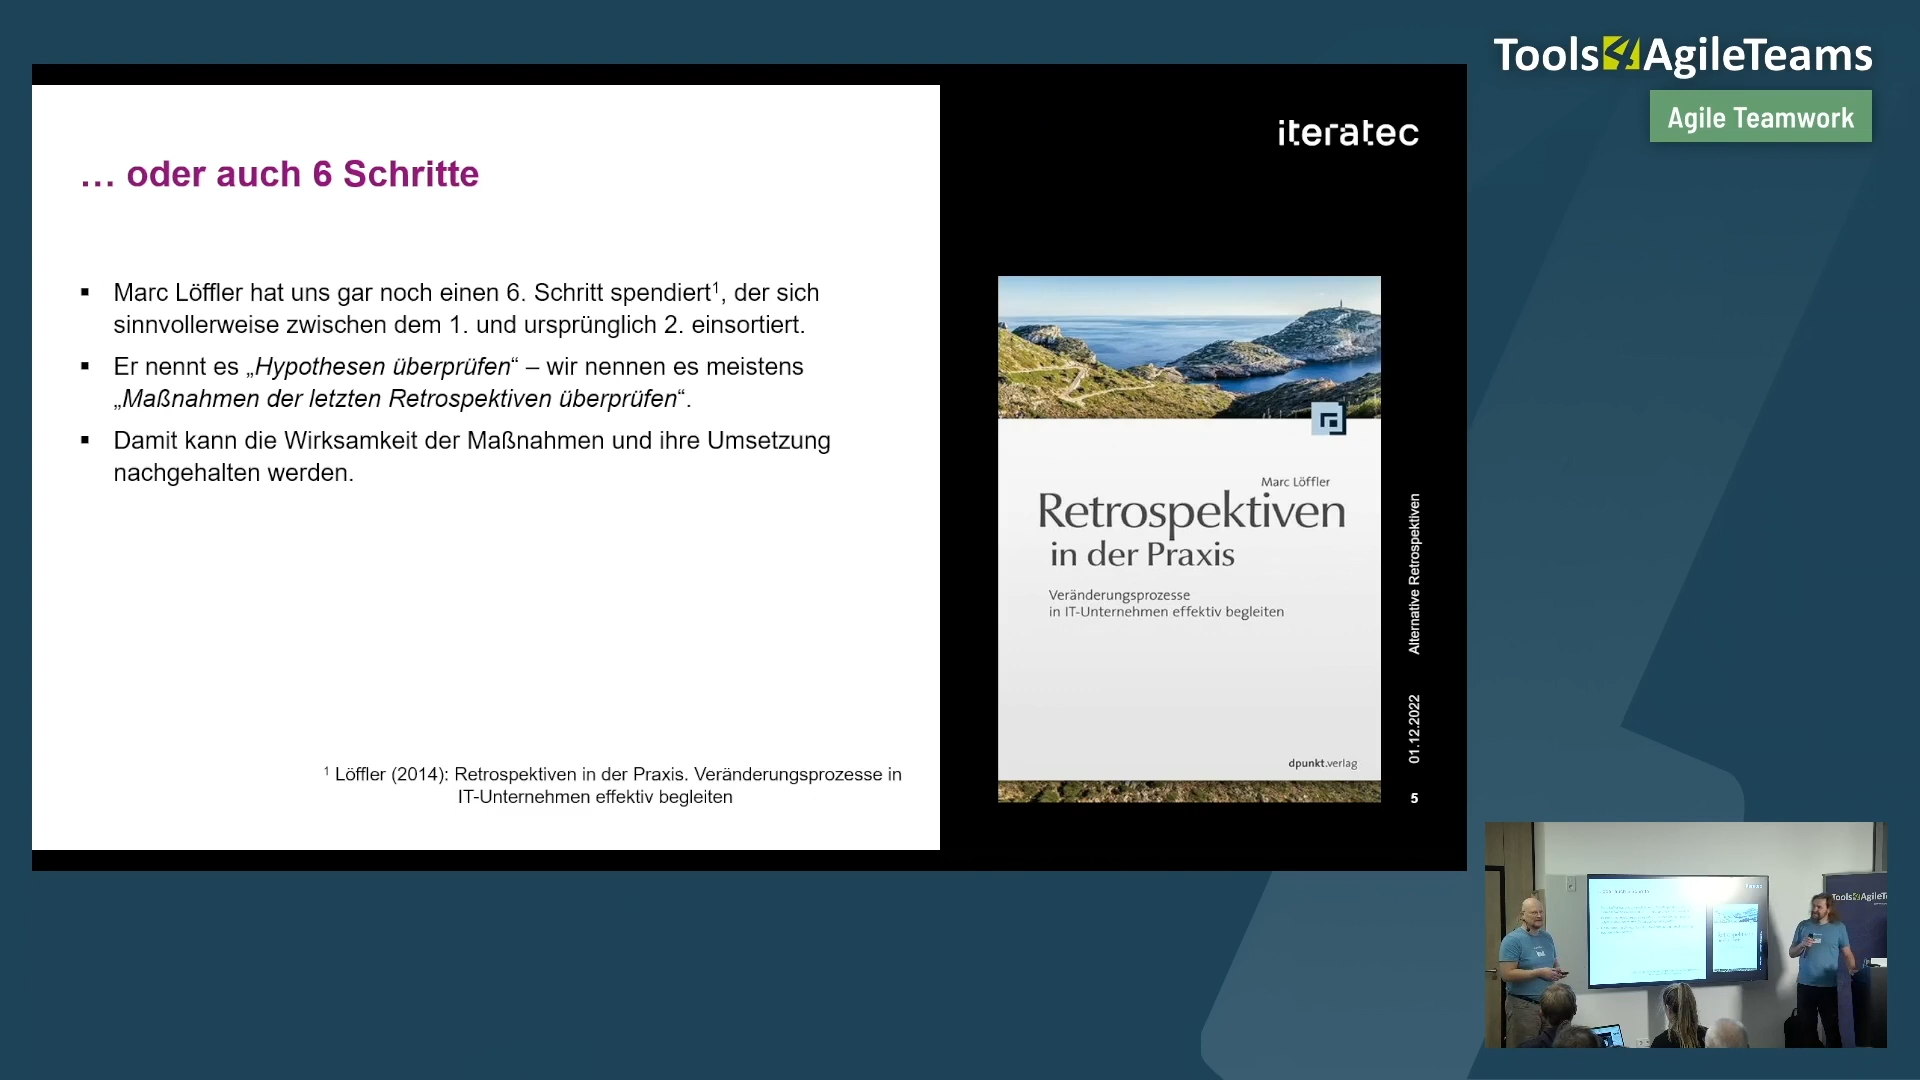 Tools4AgileTeams
Agile Teamwork
iteratec
… oder auch 6 Schritte
▪ Marc Löffler hat uns gar noch einen 6. Schritt spendiert¹, der sich
sinnvollerweise zwischen dem 1. und ursprünglich 2. einsortiert.
▪ Er nennt es „Hypothesen überprüfen“ – wir nennen es meistens
„Maßnahmen der letzten Retrospektiven überprüfen“.
▪ Damit kann die Wirksamkeit der Maßnahmen und ihre Umsetzung
nachgehalten werden.
¹ Löffler (2014): Retrospektiven in der Praxis. Veränderungsprozesse in
IT-Unternehmen effektiv begleiten
Marc Löffler
Retrospektiven
in der Praxis
Veränderungsprozesse
in IT-Unternehmen effektiv begleiten
dpunkt.verlag
Alternative Retrospektiven
01.12.2022
5
Tools4AgileTe